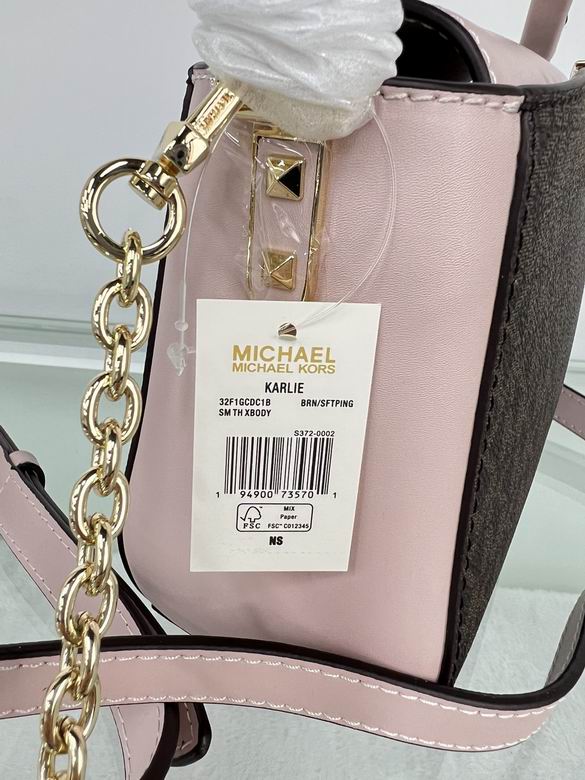 MICHAEL
MICHAEL KORS
KARLIE
32F1GCDC1B BRN/SFTPING
SM TH XBODY
S372-0002
1 94900 73570 1
MIX
Paper
FSC FSC™ C012345
NS